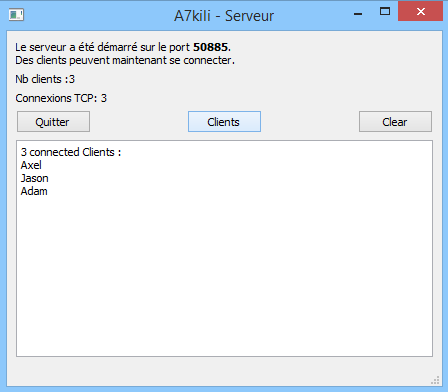 A7kili - Serveur
Le serveur a été démarré sur le port 50885.
Des clients peuvent maintenant se connecter.
Nb clients :3
Connexions TCP: 3
Quitter Clients Clear
3 connected Clients :
Axel
Jason
Adam